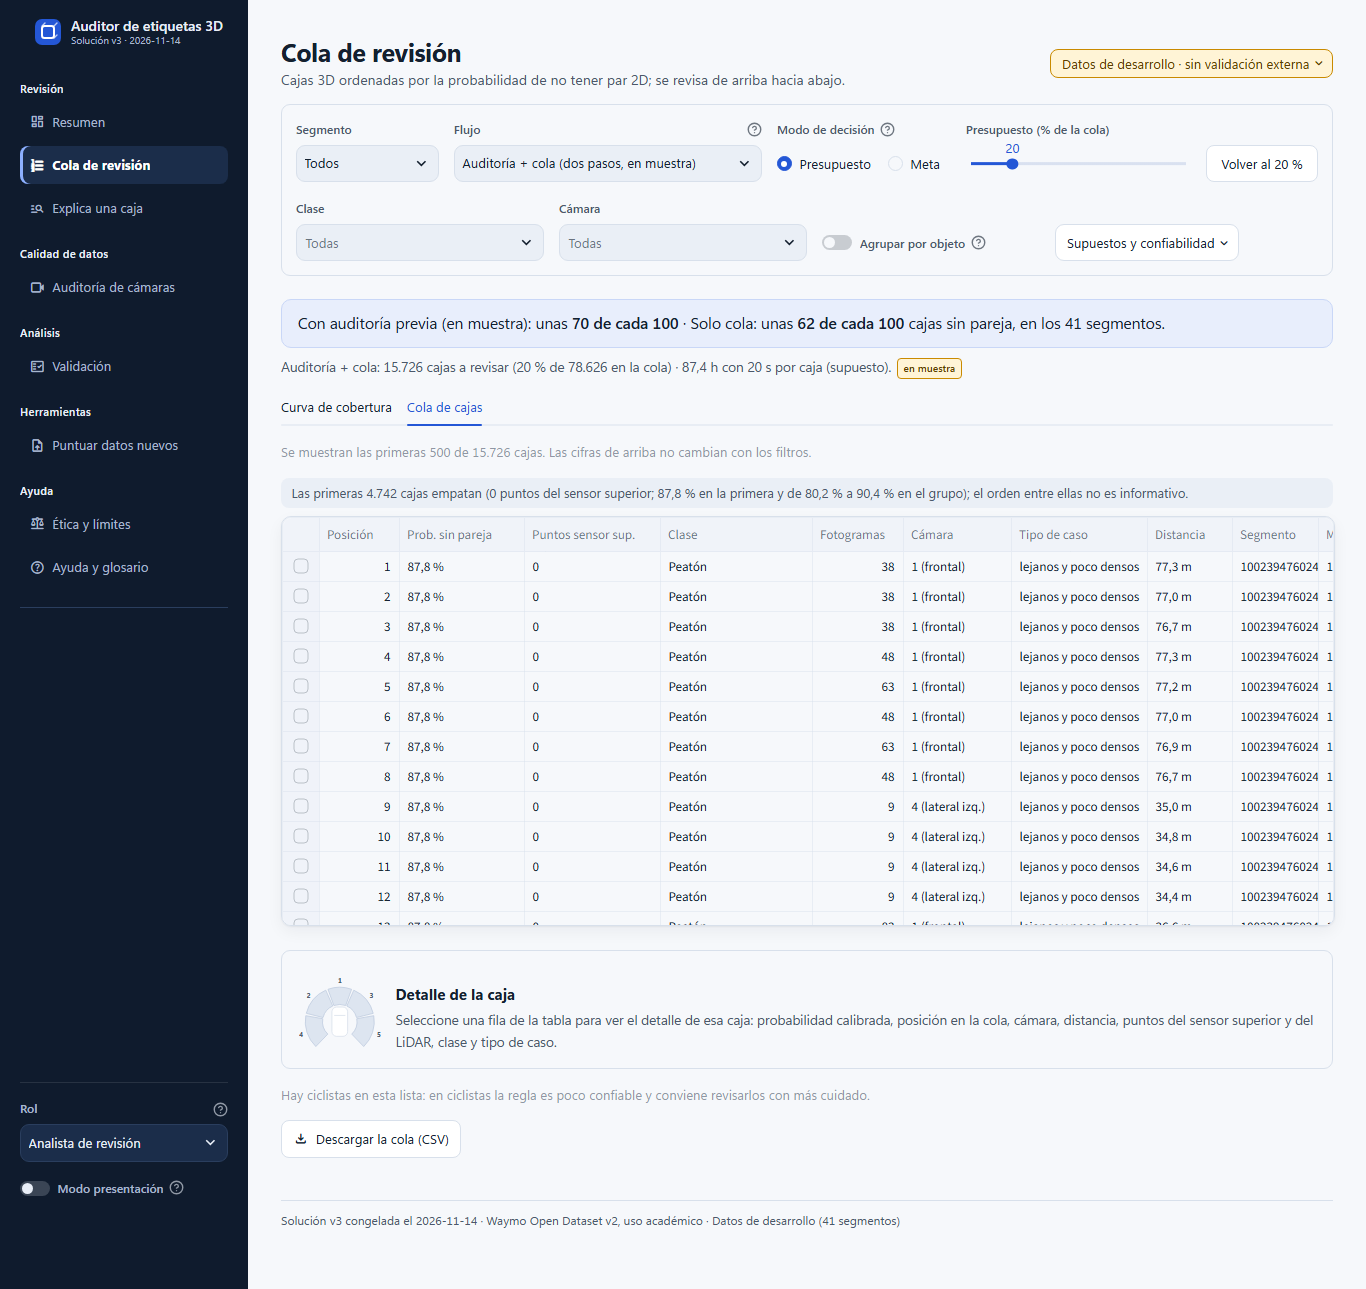 Auditor de etiquetas 3D
Solución v3 · 2026-11-14
Revisión
Resumen
Cola de revisión
Explica una caja
Calidad de datos
Auditoría de cámaras
Análisis
Validación
Herramientas
Puntuar datos nuevos
Ayuda
Ética y límites
Ayuda y glosario
Rol
Analista de revisión
Modo presentación
Cola de revisión
Cajas 3D ordenadas por la probabilidad de no tener par 2D; se revisa de arriba hacia abajo.
Datos de desarrollo · sin validación externa
Segmento
Flujo
Modo de decisión
Presupuesto (% de la cola)
Todos
Auditoría + cola (dos pasos, en muestra)
Presupuesto
Meta
20
Volver al 20 %
Clase
Cámara
Todas
Todas
Agrupar por objeto
Supuestos y confiabilidad
Con auditoría previa (en muestra): unas 70 de cada 100 · Solo cola: unas 62 de cada 100 cajas sin pareja, en los 41 segmentos.
Auditoría + cola: 15.726 cajas a revisar (20 % de 78.626 en la cola) · 87,4 h con 20 s por caja (supuesto). en muestra
Curva de cobertura
Cola de cajas
Se muestran las primeras 500 de 15.726 cajas. Las cifras de arriba no cambian con los filtros.
Las primeras 4.742 cajas empatan (0 puntos del sensor superior; 87,8 % en la primera y de 80,2 % a 90,4 % en el grupo); el orden entre ellas no es informativo.
Posición Prob. sin pareja Puntos sensor sup. Clase Fotogramas Cámara Tipo de caso Distancia Segmento M
1 87,8 % 0 Peatón 38 1 (frontal) lejanos y poco densos 77,3 m 100239476024 1
2 87,8 % 0 Peatón 38 1 (frontal) lejanos y poco densos 77,0 m 100239476024 1
3 87,8 % 0 Peatón 38 1 (frontal) lejanos y poco densos 76,7 m 100239476024 1
4 87,8 % 0 Peatón 48 1 (frontal) lejanos y poco densos 77,3 m 100239476024 1
5 87,8 % 0 Peatón 63 1 (frontal) lejanos y poco densos 77,2 m 100239476024 1
6 87,8 % 0 Peatón 48 1 (frontal) lejanos y poco densos 77,0 m 100239476024 1
7 87,8 % 0 Peatón 63 1 (frontal) lejanos y poco densos 76,9 m 100239476024 1
8 87,8 % 0 Peatón 48 1 (frontal) lejanos y poco densos 76,7 m 100239476024 1
9 87,8 % 0 Peatón 9 4 (lateral izq.) lejanos y poco densos 35,0 m 100239476024 1
10 87,8 % 0 Peatón 9 4 (lateral izq.) lejanos y poco densos 34,8 m 100239476024 1
11 87,8 % 0 Peatón 9 4 (lateral izq.) lejanos y poco densos 34,6 m 100239476024 1
12 87,8 % 0 Peatón 9 4 (lateral izq.) lejanos y poco densos 34,4 m 100239476024 1
1
2 3
4 5
Detalle de la caja
Seleccione una fila de la tabla para ver el detalle de esa caja: probabilidad calibrada, posición en la cola, cámara, distancia, puntos del sensor superior y del
LiDAR, clase y tipo de caso.
Hay ciclistas en esta lista: en ciclistas la regla es poco confiable y conviene revisarlos con más cuidado.
Descargar la cola (CSV)
Solución v3 congelada el 2026-11-14 · Waymo Open Dataset v2, uso académico · Datos de desarrollo (41 segmentos)